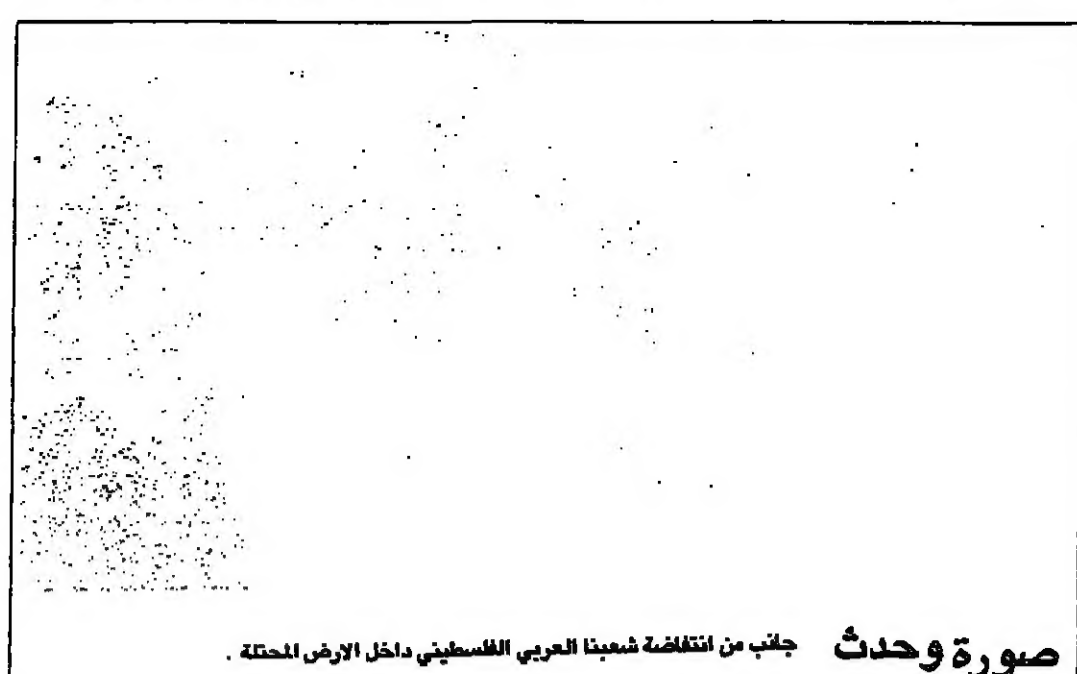 صورة وحدث جانب من انتفاضة شعبنا العربي الفلسطيني داخل الارض المحتلة .